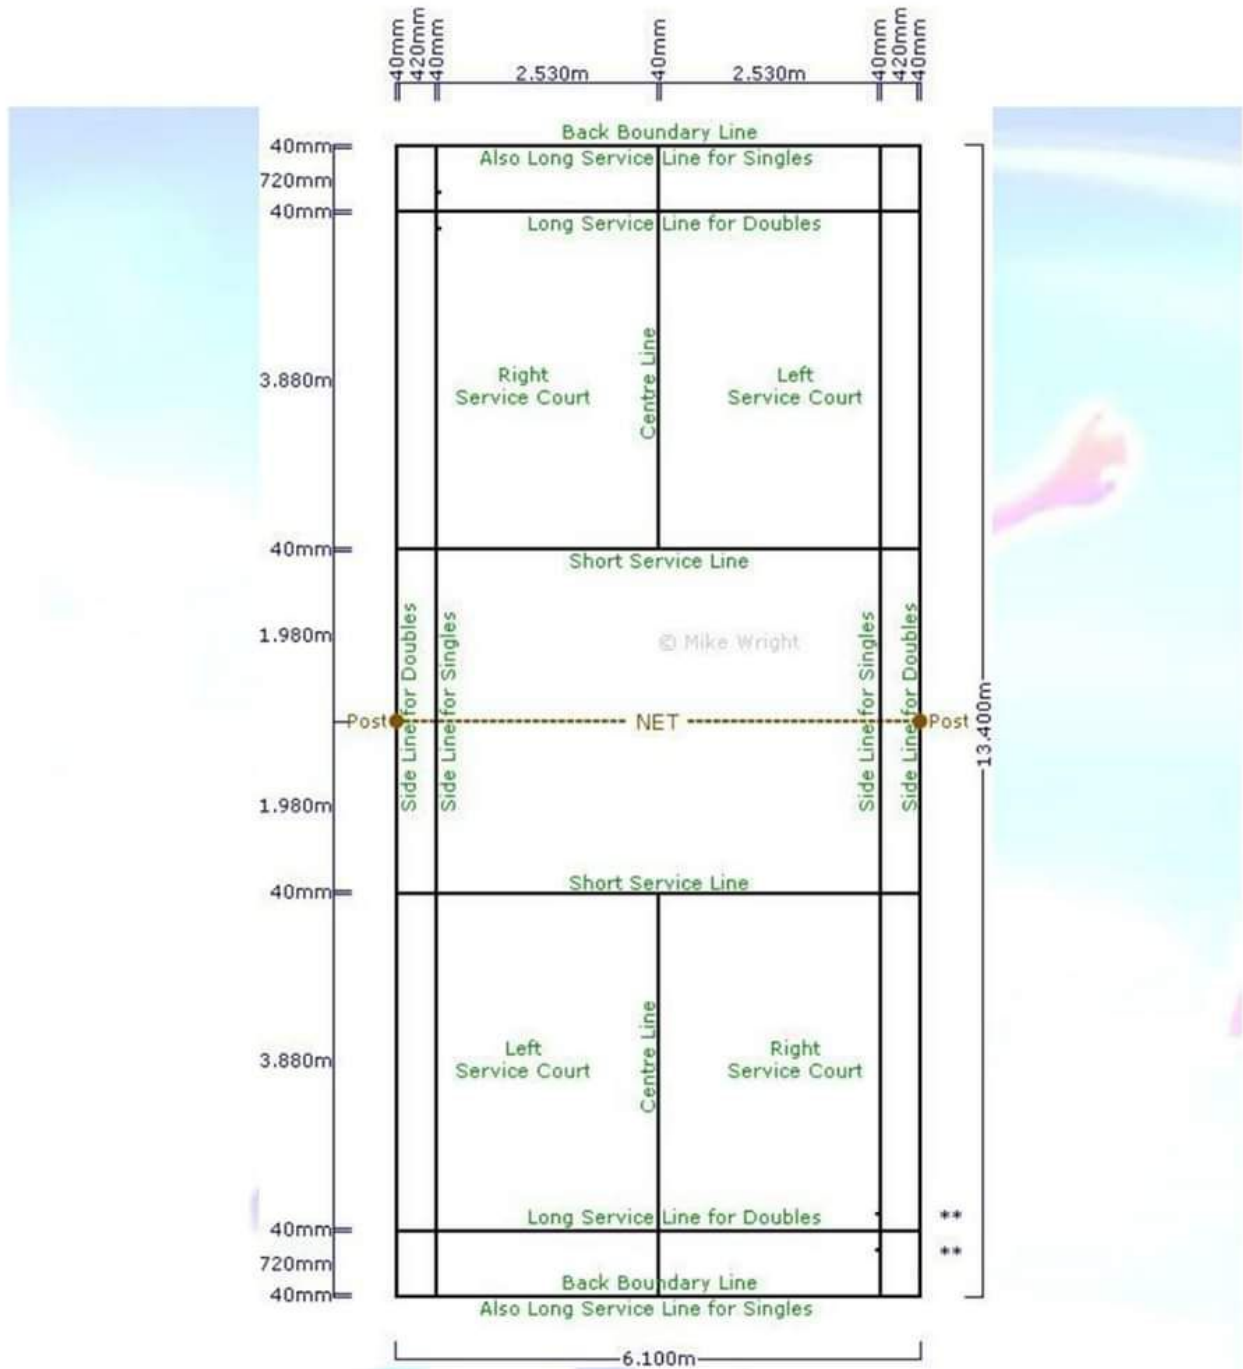 40mm
420mm
40mm
2.530m
40mm
2.530m
40mm
420mm
40mm
Back Boundary Line
40mm
Also Long Service Line for Singles
720mm
40mm
Long Service Line for Doubles
3.880m
Right
Service Court
Centre Line
Left
Service Court
40mm
Short Service Line
1.980m
Side Line for Doubles
Side Line for Singles
© Mike Wright
Side Line for Singles
Side Line for Doubles
Post
NET
Post
13.400m
1.980m
40mm
Short Service Line
3.880m
Left
Service Court
Centre Line
Right
Service Court
Long Service Line for Doubles
**
40mm
**
720mm
Back Boundary Line
40mm
Also Long Service Line for Singles
6.100m